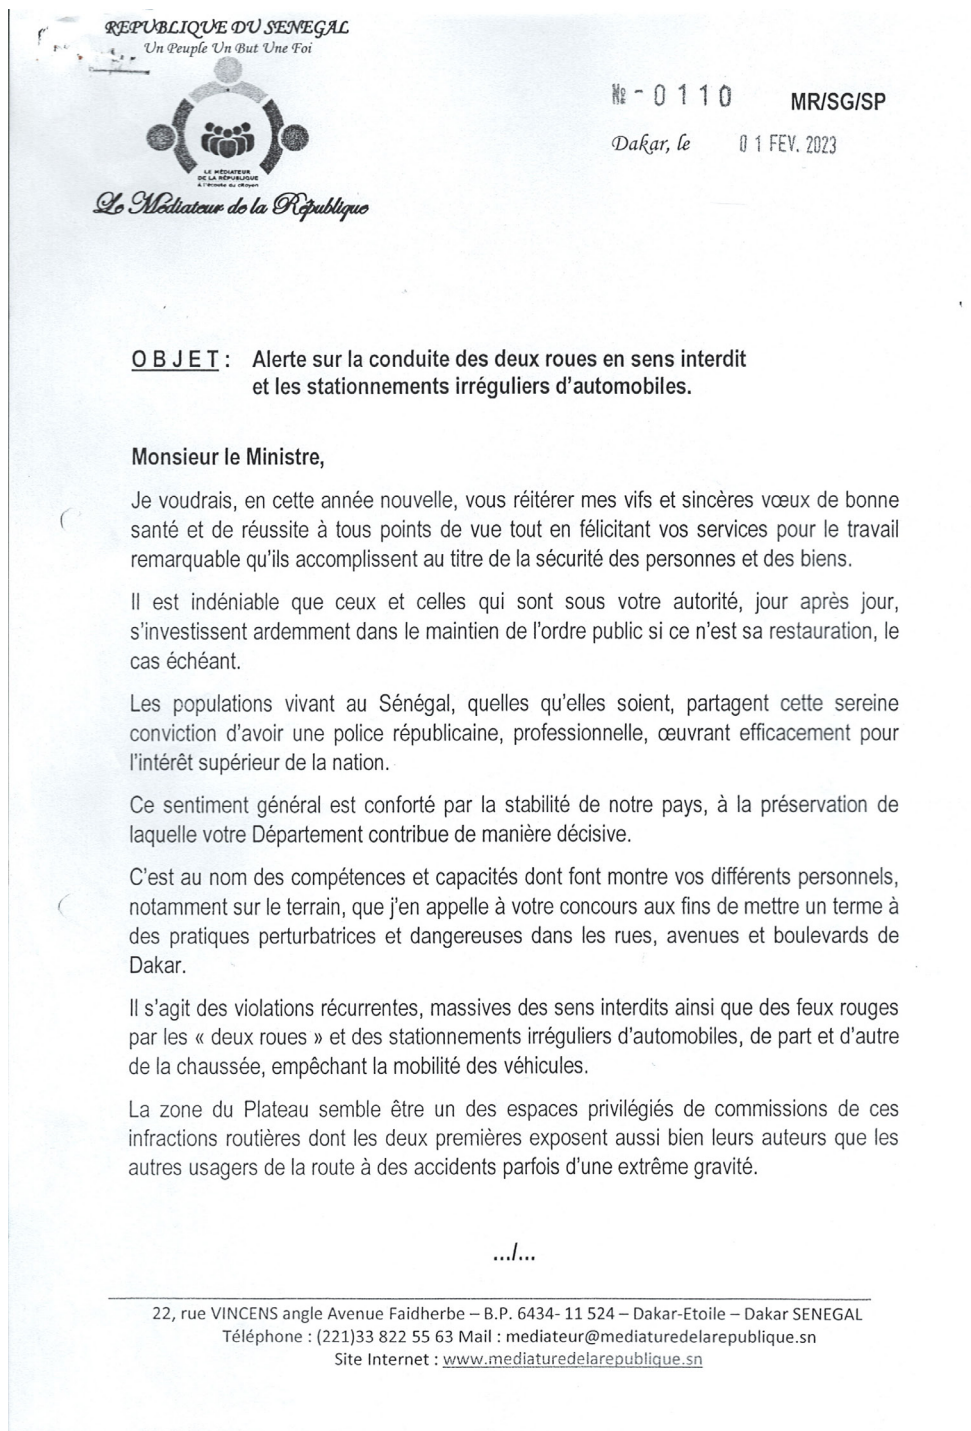 REPUBLIQUE DU SENEGAL
Un Peuple Un But Une Foi
LE MÉDIATEUR
DE LA RÉPUBLIQUE
A l'écoute du citoyen
Le Médiateur de la République
№ - 0110 MR/SG/SP
Dakar, le 01 FEV. 2023
OBJET : Alerte sur la conduite des deux roues en sens interdit
et les stationnements irréguliers d'automobiles.
Monsieur le Ministre,
Je voudrais, en cette année nouvelle, vous réitérer mes vifs et sincères vœux de bonne
santé et de réussite à tous points de vue tout en félicitant vos services pour le travail
remarquable qu'ils accomplissent au titre de la sécurité des personnes et des biens.
Il est indéniable que ceux et celles qui sont sous votre autorité, jour après jour,
s'investissent ardemment dans le maintien de l'ordre public si ce n'est sa restauration, le
cas échéant.
Les populations vivant au Sénégal, quelles qu'elles soient, partagent cette sereine
conviction d'avoir une police républicaine, professionnelle, œuvrant efficacement pour
l'intérêt supérieur de la nation.
Ce sentiment général est conforté par la stabilité de notre pays, à la préservation de
laquelle votre Département contribue de manière décisive.
C'est au nom des compétences et capacités dont font montre vos différents personnels,
notamment sur le terrain, que j'en appelle à votre concours aux fins de mettre un terme à
des pratiques perturbatrices et dangereuses dans les rues, avenues et boulevards de
Dakar.
Il s'agit des violations récurrentes, massives des sens interdits ainsi que des feux rouges
par les « deux roues » et des stationnements irréguliers d'automobiles, de part et d'autre
de la chaussée, empêchant la mobilité des véhicules.
La zone du Plateau semble être un des espaces privilégiés de commissions de ces
infractions routières dont les deux premières exposent aussi bien leurs auteurs que les
autres usagers de la route à des accidents parfois d'une extrême gravité.
.../...
22, rue VINCENS angle Avenue Faidherbe – B.P. 6434- 11 524 – Dakar-Etoile – Dakar SENEGAL
Téléphone : (221)33 822 55 63 Mail : mediateur@mediaturedelarepublique.sn
Site Internet : www.mediaturedelarepublique.sn